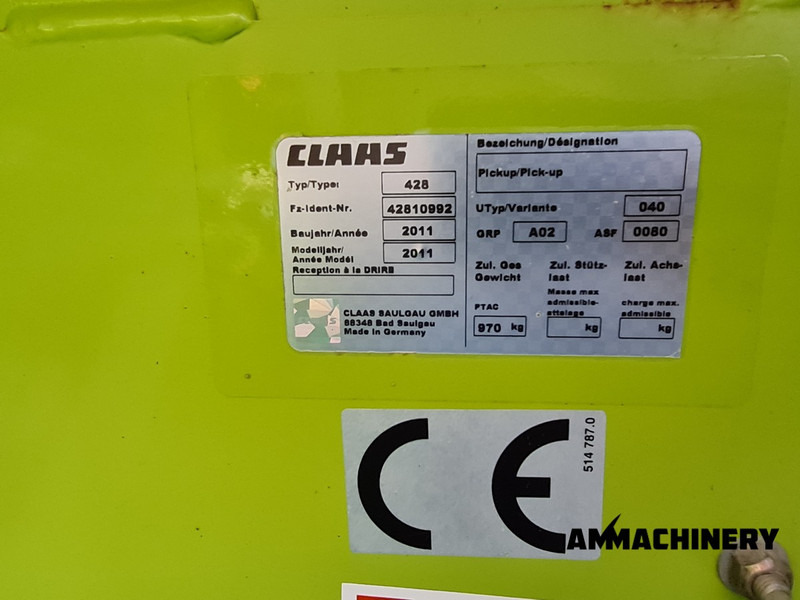 CLAAS
Typ/Type: 428
Fz-Ident-Nr. 42810992
Baujahr/Année 2011
Modelljahr/
Année Modél 2011
Reception à la DRIRE
CLAAS SAULGAU GMBH
88348 Bad Saulgau
Made in Germany
Bezeichung/Désignation
Pickup/Pick-up
UTyp/Variante 040
GRP A02 ASF 0080
Zul. Ges
Gewicht
PTAC
970 kg
Zul. Stütz-
last
Masse max
admissible-
attelage
kg
Zul. Achs-
last
charge max.
admissible
kg
CE
514 787.0
AMMACHINERY